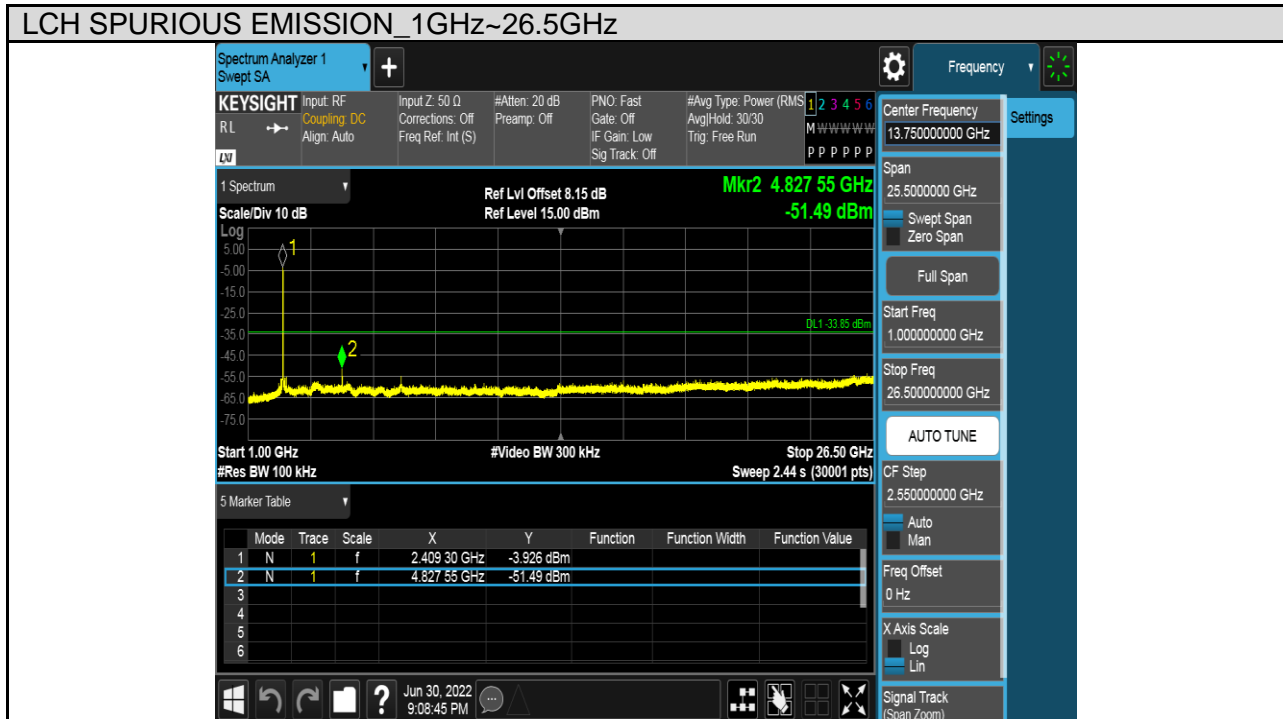 LCH SPURIOUS EMISSION_1GHz~26.5GHz
Spectrum Analyzer 1
Swept SA
+
Frequency
KEYSIGHT
RL
LXI
Input: RF
Coupling: DC
Align: Auto
Input Z: 50 Ω
Corrections: Off
Freq Ref: Int (S)
#Atten: 20 dB
Preamp: Off
PNO: Fast
Gate: Off
IF Gain: Low
Sig Track: Off
#Avg Type: Power (RMS
Avg|Hold: 30/30
Trig: Free Run
1 2 3 4 5 6
M W W W W W
P P P P P P
1 Spectrum
Scale/Div 10 dB
Ref Lvl Offset 8.15 dB
Ref Level 15.00 dBm
Mkr2 4.827 55 GHz
-51.49 dBm
Log
5.00
-5.00
-15.0
-25.0
-35.0
-45.0
-55.0
-65.0
-75.0
1
2
DL1 -33.85 dBm
Start 1.00 GHz
#Res BW 100 kHz
#Video BW 300 kHz
Stop 26.50 GHz
Sweep 2.44 s (30001 pts)
5 Marker Table
Mode Trace Scale X Y Function Function Width Function Value
1 N 1 f 2.409 30 GHz -3.926 dBm
2 N 1 f 4.827 55 GHz -51.49 dBm
3
4
5
6
Center Frequency
13.75000000 GHz
Settings
Span
25.5000000 GHz
Swept Span
Zero Span
Full Span
Start Freq
1.000000000 GHz
Stop Freq
26.500000000 GHz
AUTO TUNE
CF Step
2.550000000 GHz
Auto
Man
Freq Offset
0 Hz
X Axis Scale
Log
Lin
Signal Track
(Span Zoom)
?
Jun 30, 2022
9:08:45 PM